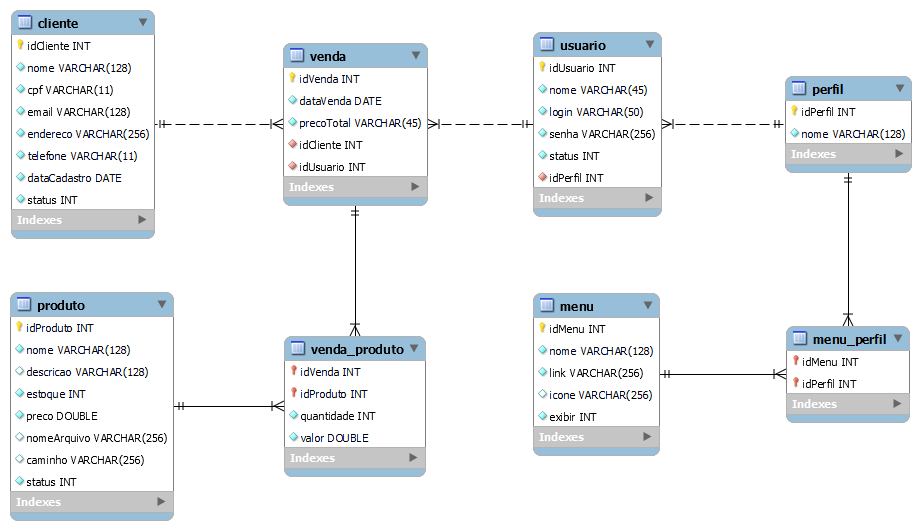 cliente
idCliente INT
nome VARCHAR(128)
cpf VARCHAR(11)
email VARCHAR(128)
endereco VARCHAR(256)
telefone VARCHAR(11)
dataCadastro DATE
status INT
Indexes
venda
idVenda INT
dataVenda DATE
precoTotal VARCHAR(45)
idCliente INT
idUsuario INT
Indexes
usuario
idUsuario INT
nome VARCHAR(45)
login VARCHAR(50)
senha VARCHAR(256)
status INT
idPerfil INT
Indexes
perfil
idPerfil INT
nome VARCHAR(128)
Indexes
produto
idProduto INT
nome VARCHAR(128)
descricao VARCHAR(128)
estoque INT
preco DOUBLE
nomeArquivo VARCHAR(256)
caminho VARCHAR(256)
status INT
Indexes
venda_produto
idVenda INT
idProduto INT
quantidade INT
valor DOUBLE
Indexes
menu
idMenu INT
nome VARCHAR(128)
link VARCHAR(256)
icone VARCHAR(256)
exibir INT
Indexes
menu_perfil
idMenu INT
idPerfil INT
Indexes